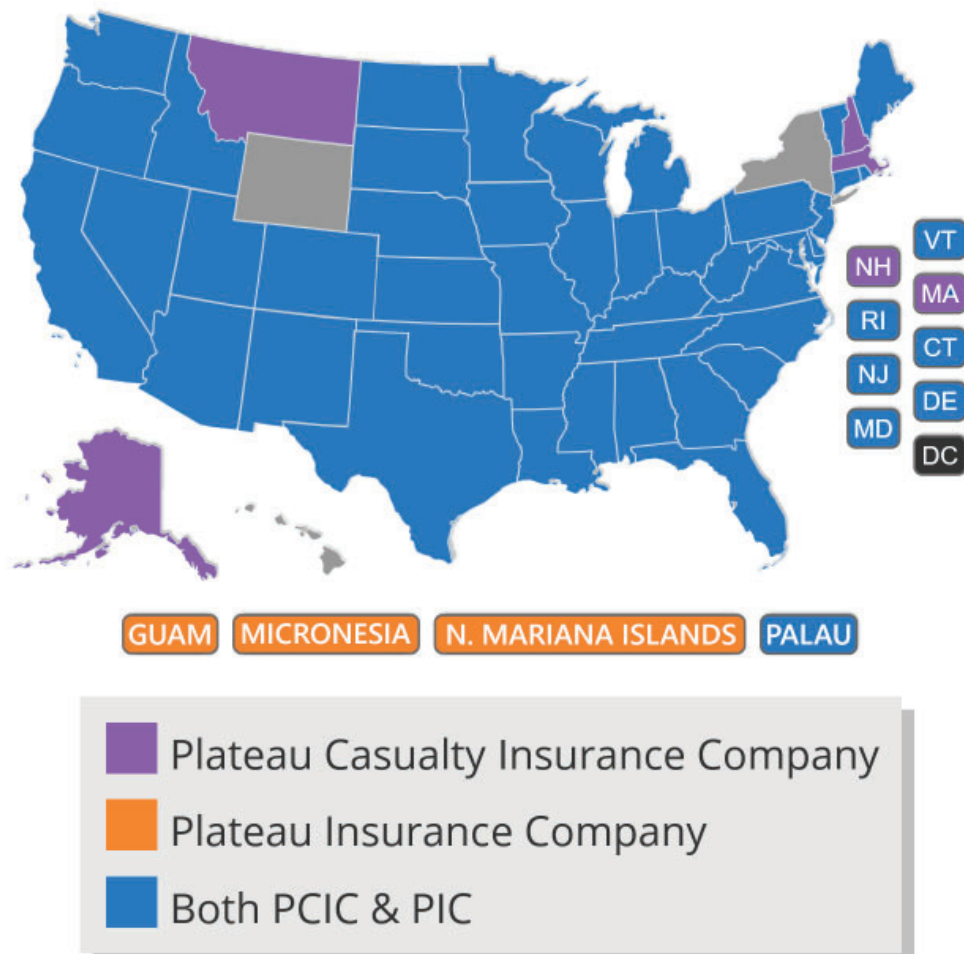 VT
NH
MA
RI
CT
NJ
DE
MD
DC
GUAM MICRONESIA N. MARIANA ISLANDS PALAU
Plateau Casualty Insurance Company
Plateau Insurance Company
Both PCIC & PIC